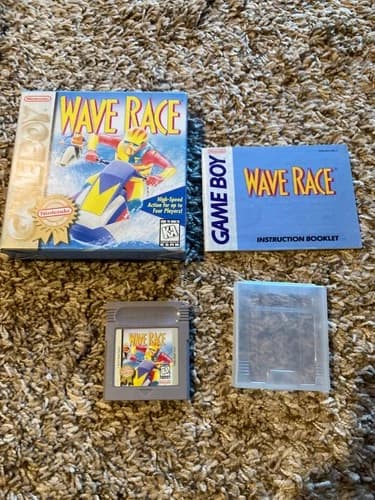 Nintendo
WAVE RACE
GAME BOY
Nintendo
High-Speed
Action for up to
Four Players!
K-A
GAME BOY
WAVE RACE
INSTRUCTION BOOKLET
WAVE RACE